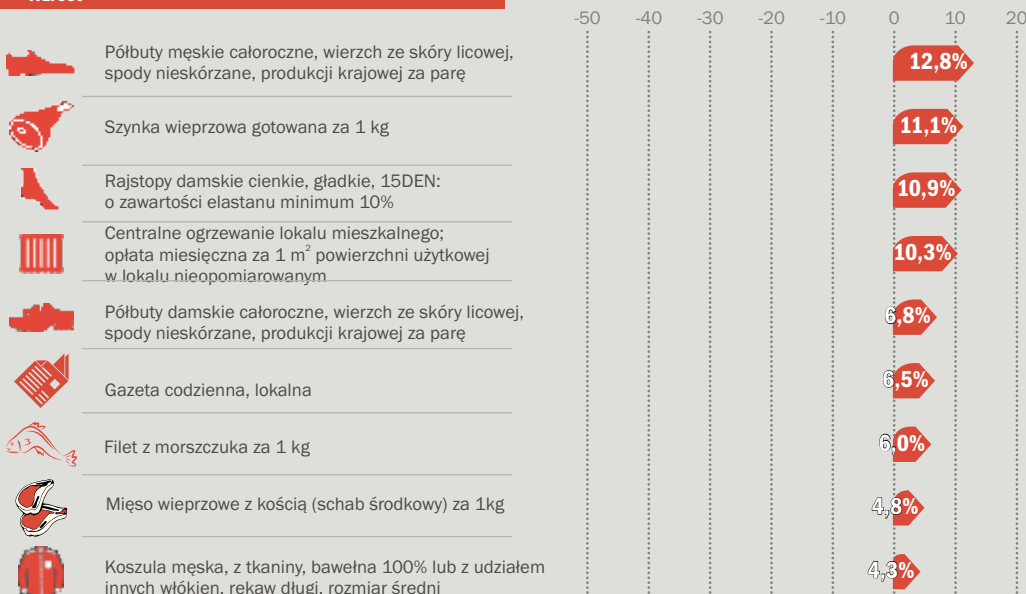 -50 -40 -30 -20 -10 0 10 20
Półbuty męskie całoroczne, wierzch ze skóry licowej,
spody nieskórzane, produkcji krajowej za parę
12,8%
Szynka wieprzowa gotowana za 1 kg
11,1%
Rajstopy damskie cienkie, gładkie, 15DEN:
o zawartości elastanu minimum 10%
10,9%
Centralne ogrzewanie lokalu mieszkalnego;
opłata miesięczna za 1 m² powierzchni użytkowej
w lokalu nieopomiarowanym
10,3%
Półbuty damskie całoroczne, wierzch ze skóry licowej,
spody nieskórzane, produkcji krajowej za parę
6,8%
Gazeta codzienna, lokalna
6,5%
Filet z morszczuka za 1 kg
6,0%
Mięso wieprzowe z kością (schab środkowy) za 1kg
4,8%
Koszula męska, z tkaniny, bawełna 100% lub z udziałem
innych włókien, rękaw długi, rozmiar średni
4,3%